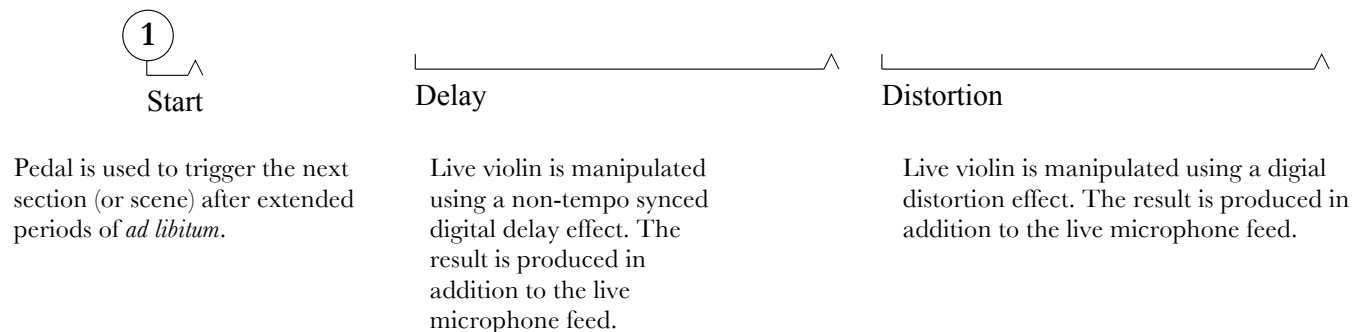 1
Start
Pedal is used to trigger the next
section (or scene) after extended
periods of ad libitum.
Delay
Live violin is manipulated
using a non-tempo synced
digital delay effect. The
result is produced in
addition to the live
microphone feed.
Distortion
Live violin is manipulated using a digial
distortion effect. The result is produced in
addition to the live microphone feed.